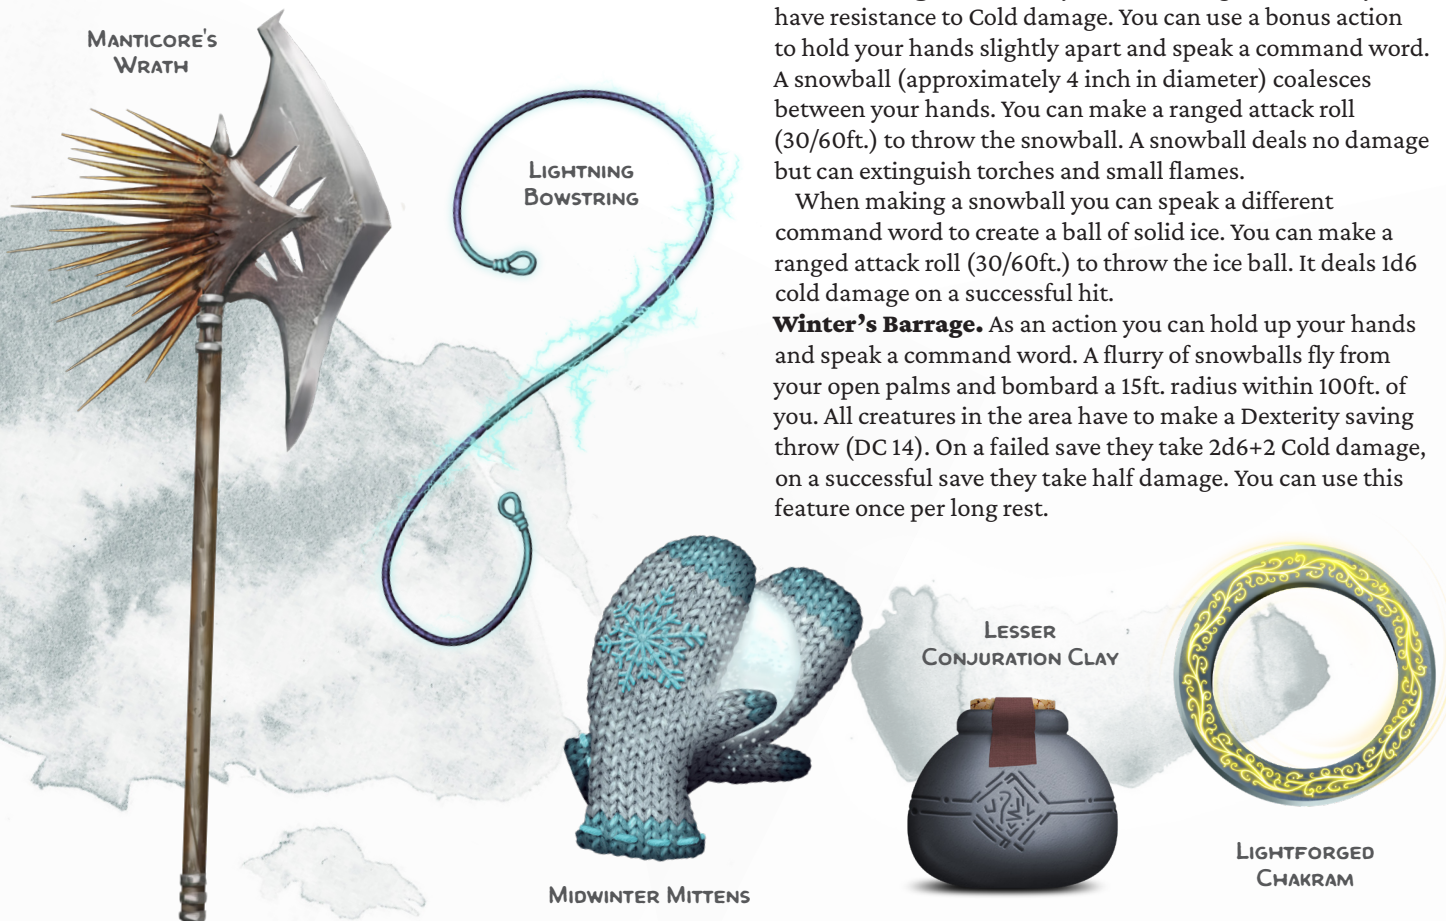 MANTICORE'S
WRATH
LIGHTNING
BOWSTRING
have resistance to Cold damage. You can use a bonus action
to hold your hands slightly apart and speak a command word.
A snowball (approximately 4 inch in diameter) coalesces
between your hands. You can make a ranged attack roll
(30/60ft.) to throw the snowball. A snowball deals no damage
but can extinguish torches and small flames.
When making a snowball you can speak a different
command word to create a ball of solid ice. You can make a
ranged attack roll (30/60ft.) to throw the ice ball. It deals 1d6
cold damage on a successful hit.
Winter's Barrage. As an action you can hold up your hands
and speak a command word. A flurry of snowballs fly from
your open palms and bombard a 15ft. radius within 100ft. of
you. All creatures in the area have to make a Dexterity saving
throw (DC 14). On a failed save they take 2d6+2 Cold damage,
on a successful save they take half damage. You can use this
feature once per long rest.
MIDWINTER MITTENS
LESSER
CONJURATION CLAY
LIGHTFORGED
CHAKRAM